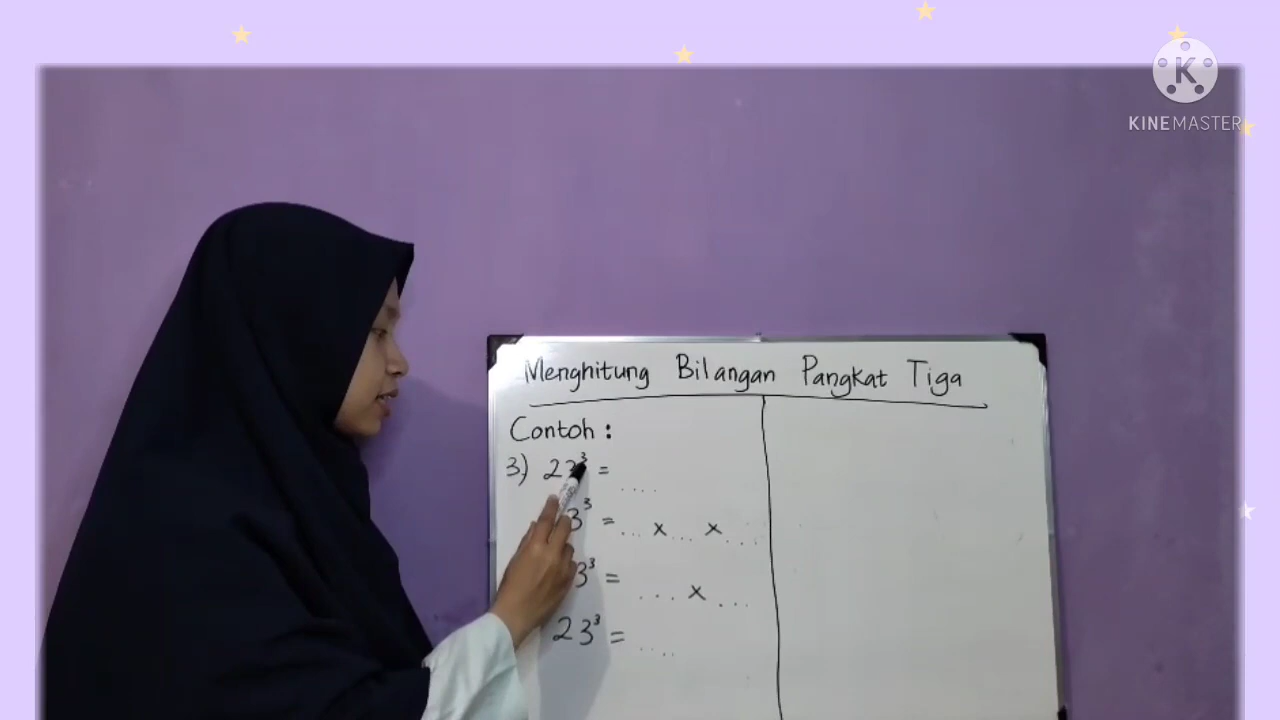 KINEMASTER
Menghitung Bilangan Pangkat Tiga
Contoh :
3) 23³ = ....
3³ = ... x ... x ....
3³ = .... x ...
23³ = .....